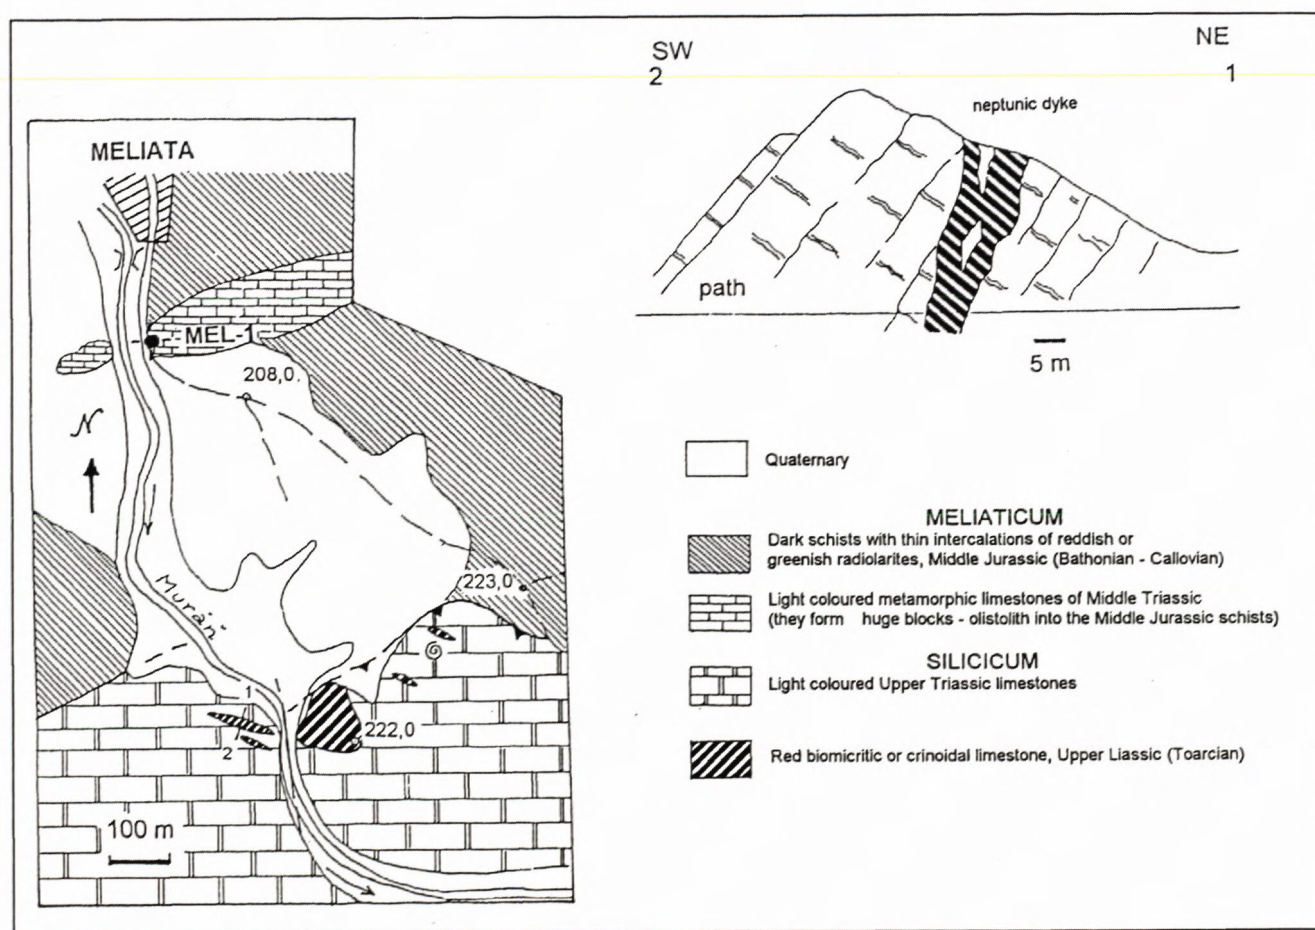 MELIATA
MEL-1
208,0.
N
Muráň
223,0
1
2
222,0
100 m
SW
2
NE
1
neptunic dyke
path
5 m
Quaternary
MELIATICUM
Dark schists with thin intercalations of reddish or
greenish radiolarites, Middle Jurassic (Bathonian - Callovian)
Light coloured metamorphic limestones of Middle Triassic
(they form huge blocks - olistolith into the Middle Jurassic schists)
SILICICUM
Light coloured Upper Triassic limestones
Red biomicritic or crinoidal limestone, Upper Liassic (Toarcian)